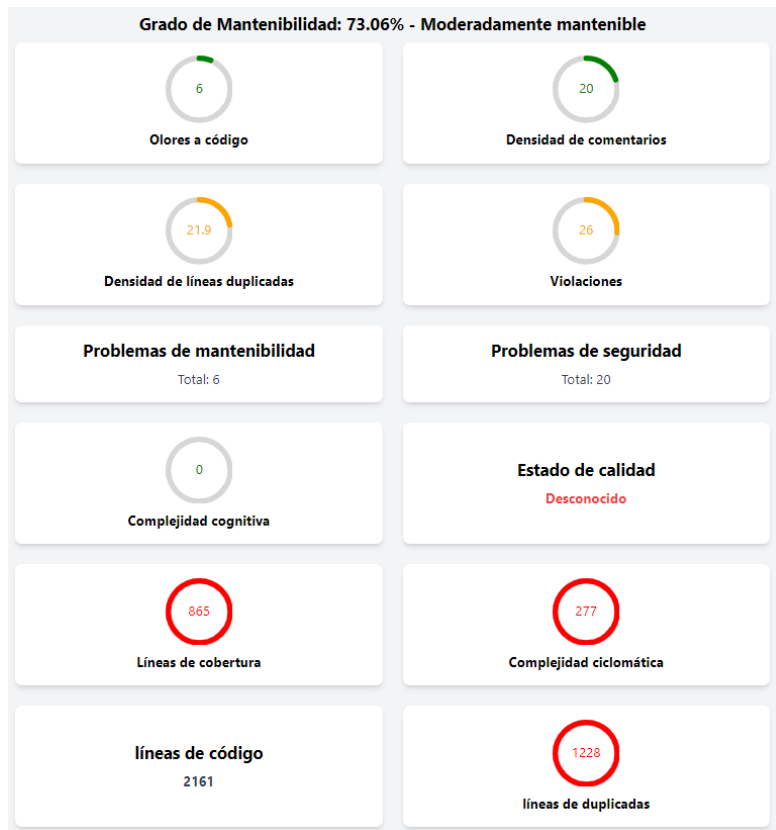 Grado de Mantenibilidad: 73.06% - Moderadamente mantenible
6
Olores a código
20
Densidad de comentarios
21.9
Densidad de líneas duplicadas
26
Violaciones
Problemas de mantenibilidad
Total: 6
Problemas de seguridad
Total: 20
0
Complejidad cognitiva
Estado de calidad
Desconocido
865
Líneas de cobertura
277
Complejidad ciclomática
líneas de código
2161
1228
líneas de duplicadas